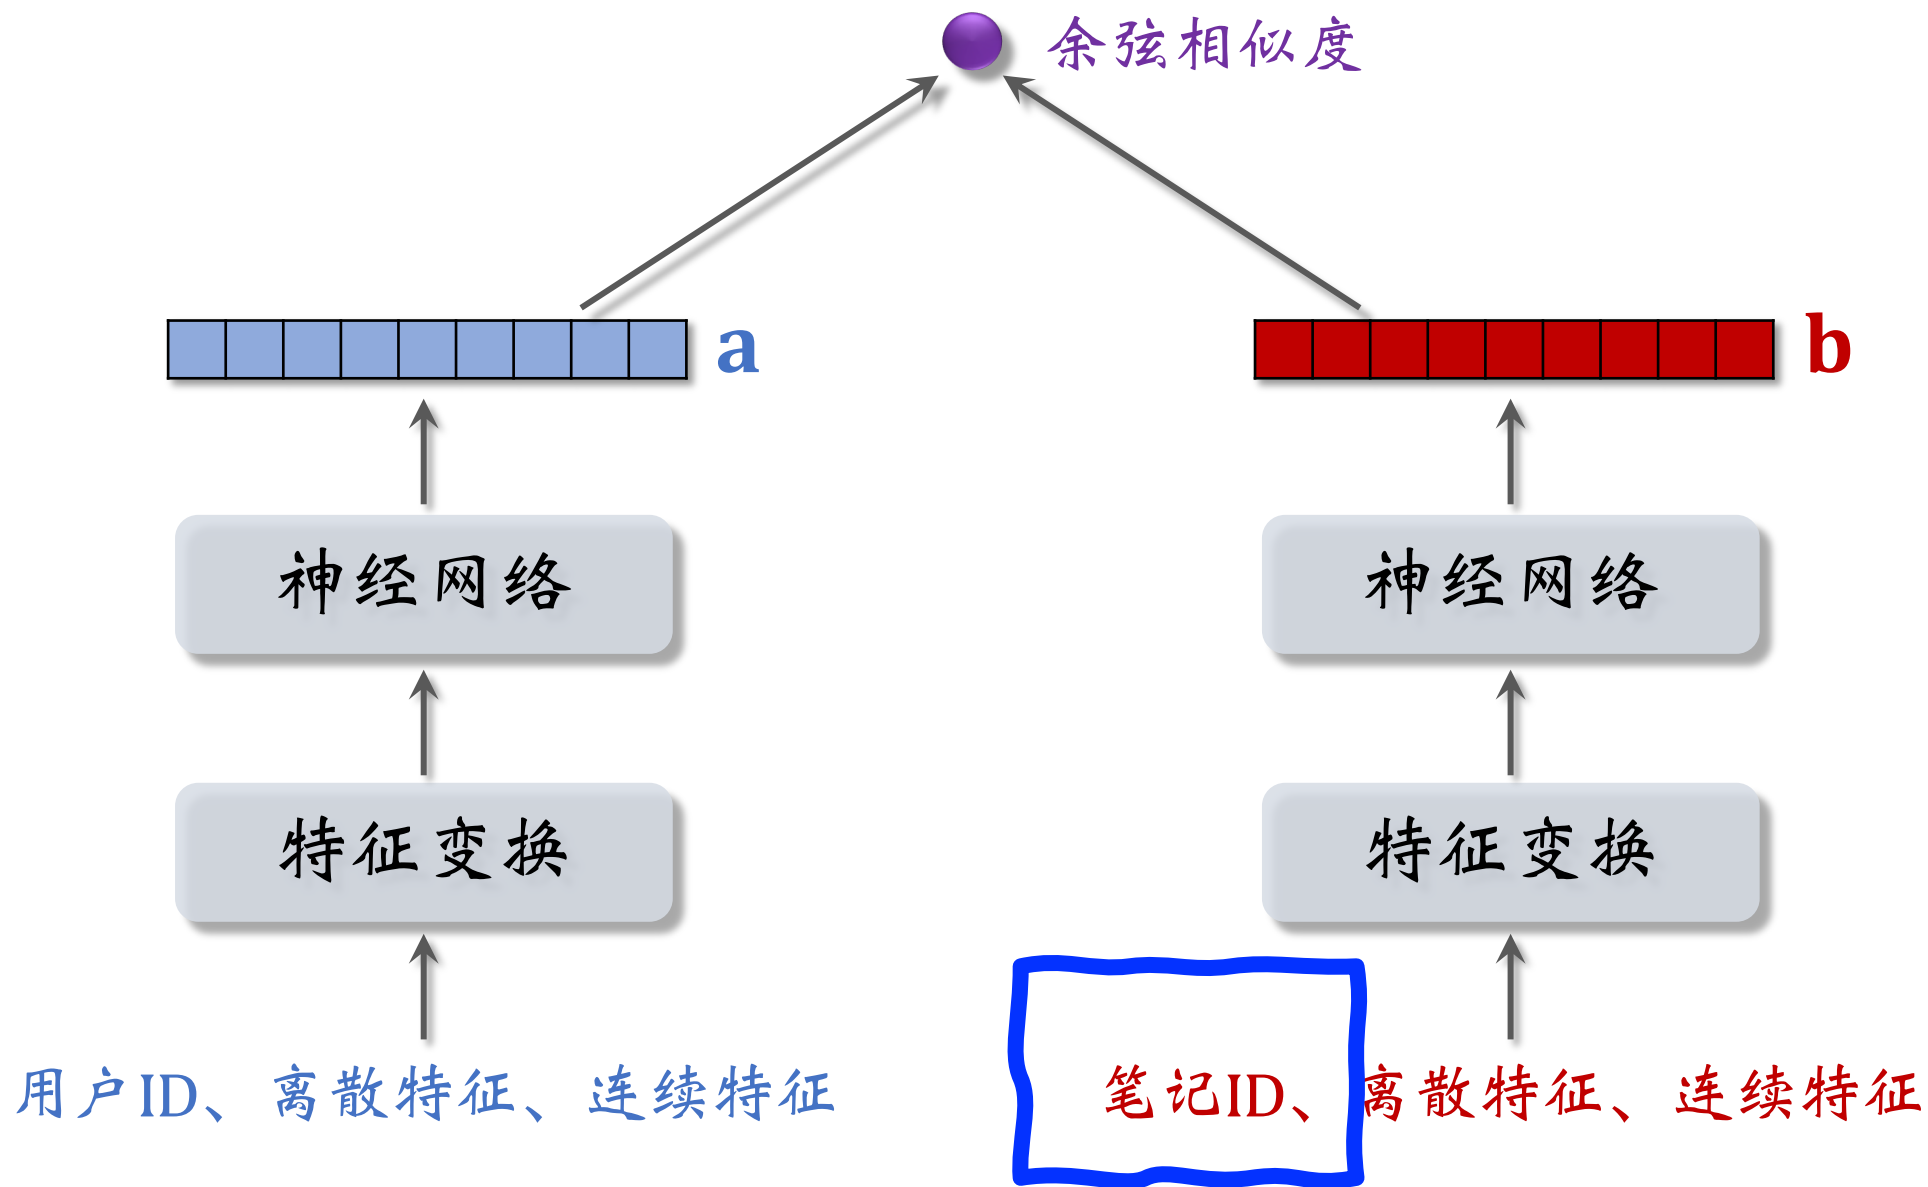 余弦相似度
a
b
神经网络
神经网络
特征变换
特征变换
用户ID、离散特征、连续特征
笔记ID、离散特征、连续特征